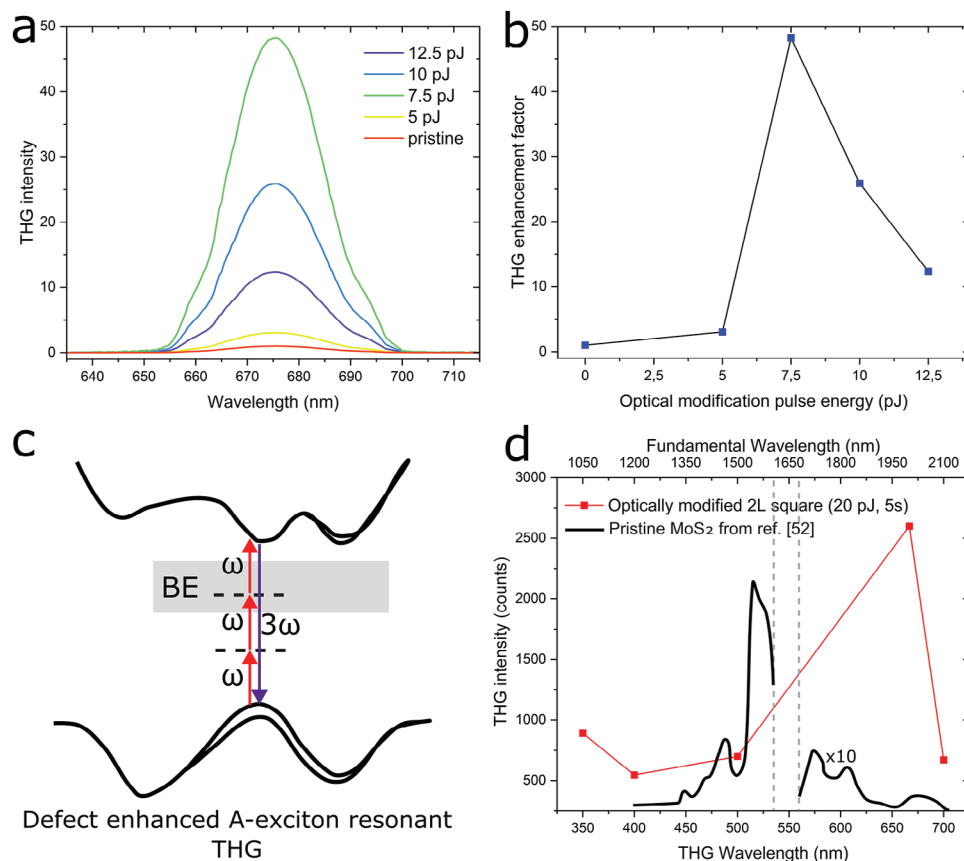 a
50
40
30
20
10
0
THG intensity
12.5 pJ
10 pJ
7.5 pJ
5 pJ
pristine
640 650 660 670 680 690 700 710
Wavelength (nm)
b
50
40
30
20
10
0
THG enhancement factor
0 2,5 5 7,5 10 12,5
Optical modification pulse energy (pJ)
c
ω
BE
ω
3ω
ω
Defect enhanced A-exciton resonant
THG
d
Fundamental Wavelength (nm)
1050 1200 1350 1500 1650 1800 1950 2100
3000
2500
2000
1500
1000
500
THG intensity (counts)
Optically modified 2L square (20 pJ, 5s)
Pristine MoS₂ from ref. [52]
x10
350 400 450 500 550 600 650 700
THG Wavelength (nm)